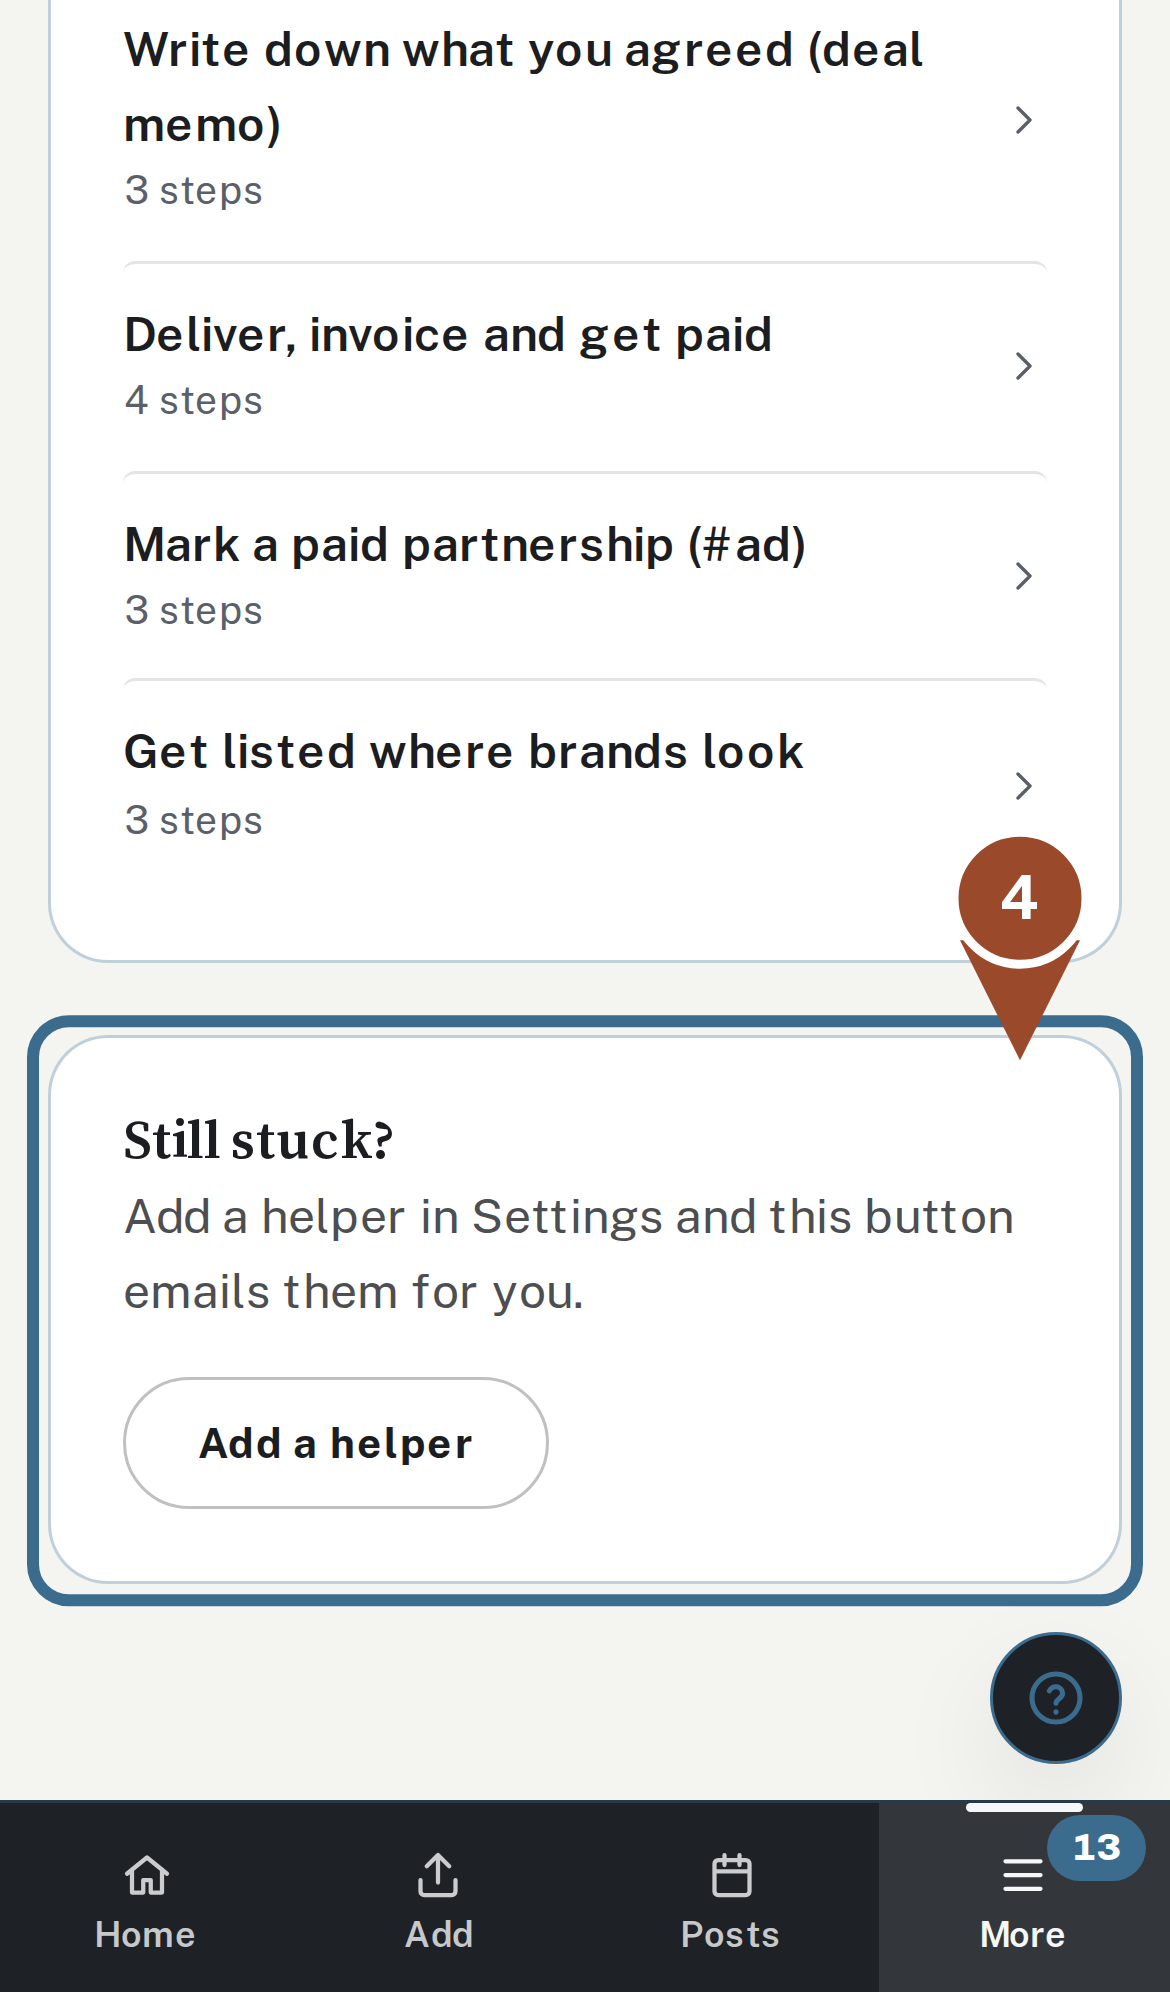 Write down what you agreed (deal
memo)
3 steps
Deliver, invoice and get paid
4 steps
Mark a paid partnership (#ad)
3 steps
Get listed where brands look
3 steps
4
Still stuck?
Add a helper in Settings and this button
emails them for you.
Add a helper
13
Home
Add
Posts
More